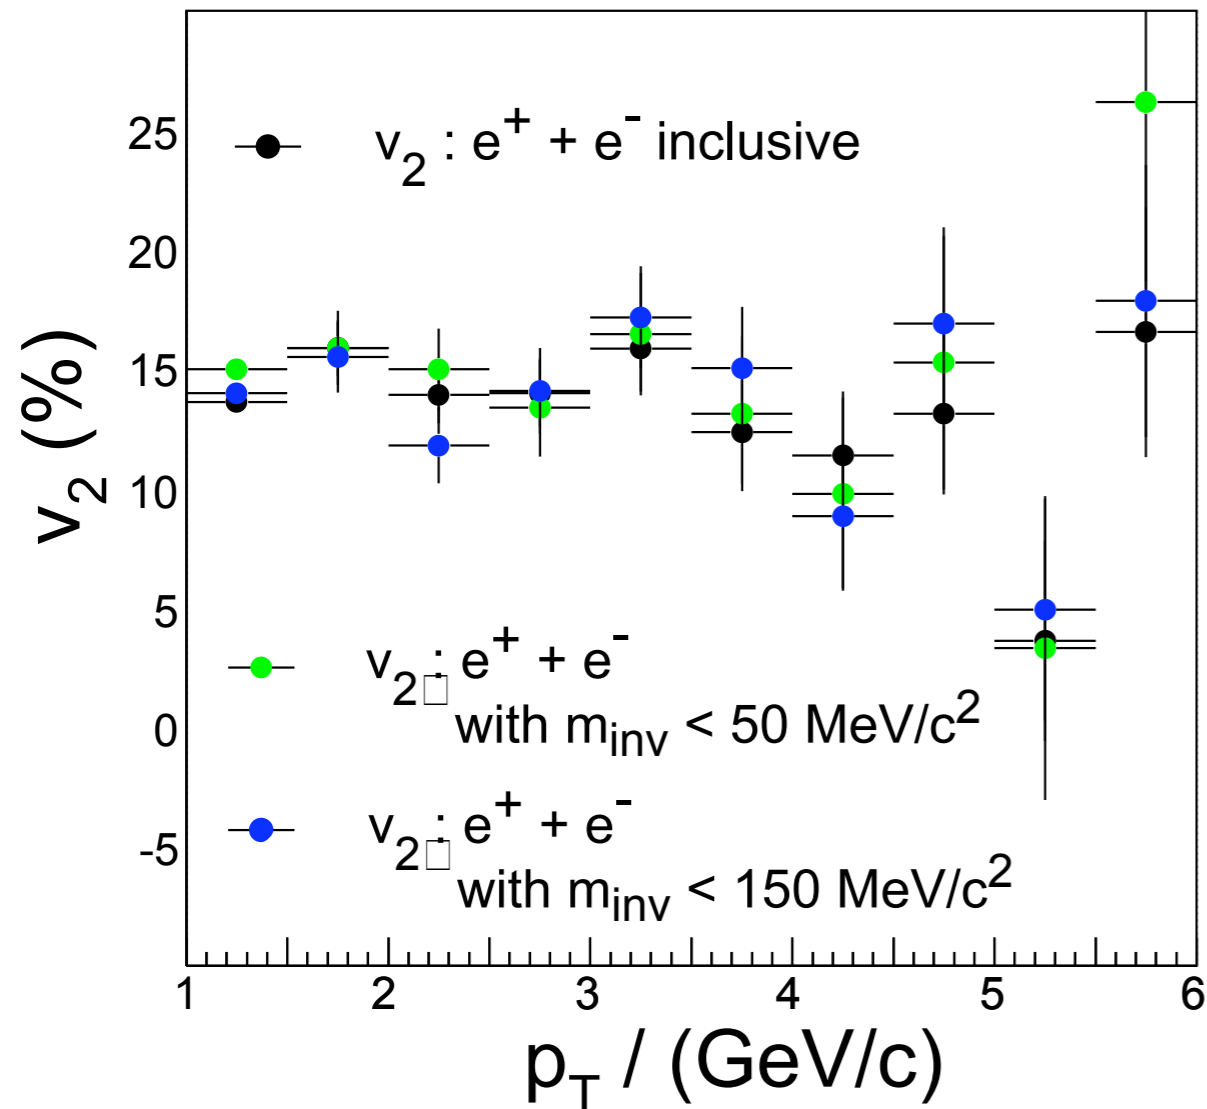 25
20
15
10
5
0
-5
v2 (%)
v2 : e+ + e- inclusive
v2□: e+ + e-
with minv < 50 MeV/c2
v2□: e+ + e-
with minv < 150 MeV/c2
1 2 3 4 5 6
pT / (GeV/c)